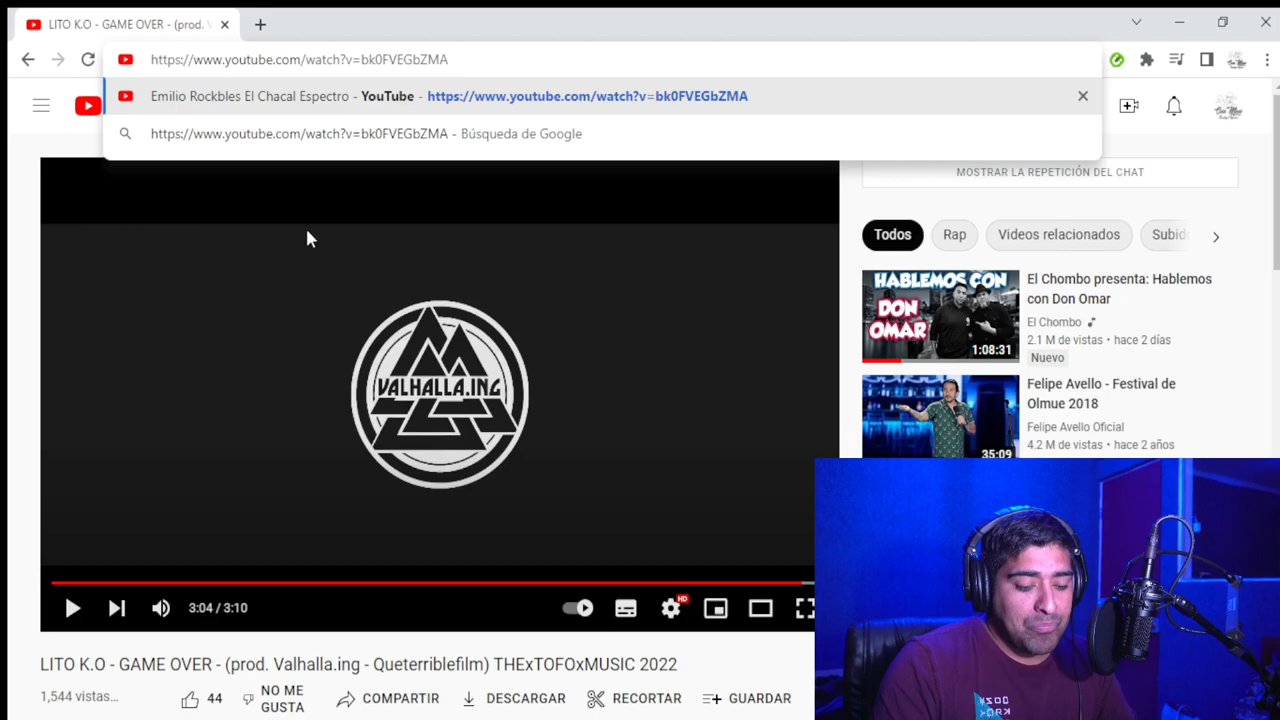 LITO K.O - GAME OVER - (prod. V
https://www.youtube.com/watch?v=bk0FVEGbZMA
Emilio Rockbles El Chacal Espectro - YouTube - https://www.youtube.com/watch?v=bk0FVEGbZMA
https://www.youtube.com/watch?v=bk0FVEGbZMA - Búsqueda de Google
MOSTRAR LA REPETICIÓN DEL CHAT
Todos Rap Videos relacionados Subid
HABLEMOS CON
DON
OMAR
1:08:31
El Chombo presenta: Hablemos
con Don Omar
El Chombo
2.1 M de vistas • hace 2 días
Nuevo
35:09
Felipe Avello - Festival de
Olmue 2018
Felipe Avello Oficial
4.2 M de vistas • hace 2 años
VALHALLA.ING
3:04 / 3:10
HD
LITO K.O - GAME OVER - (prod. Valhalla.ing - Queterriblefilm) THExTOFOxMUSIC 2022
1,544 vistas...
44
NO ME
GUSTA
COMPARTIR
DESCARGAR
RECORTAR
GUARDAR